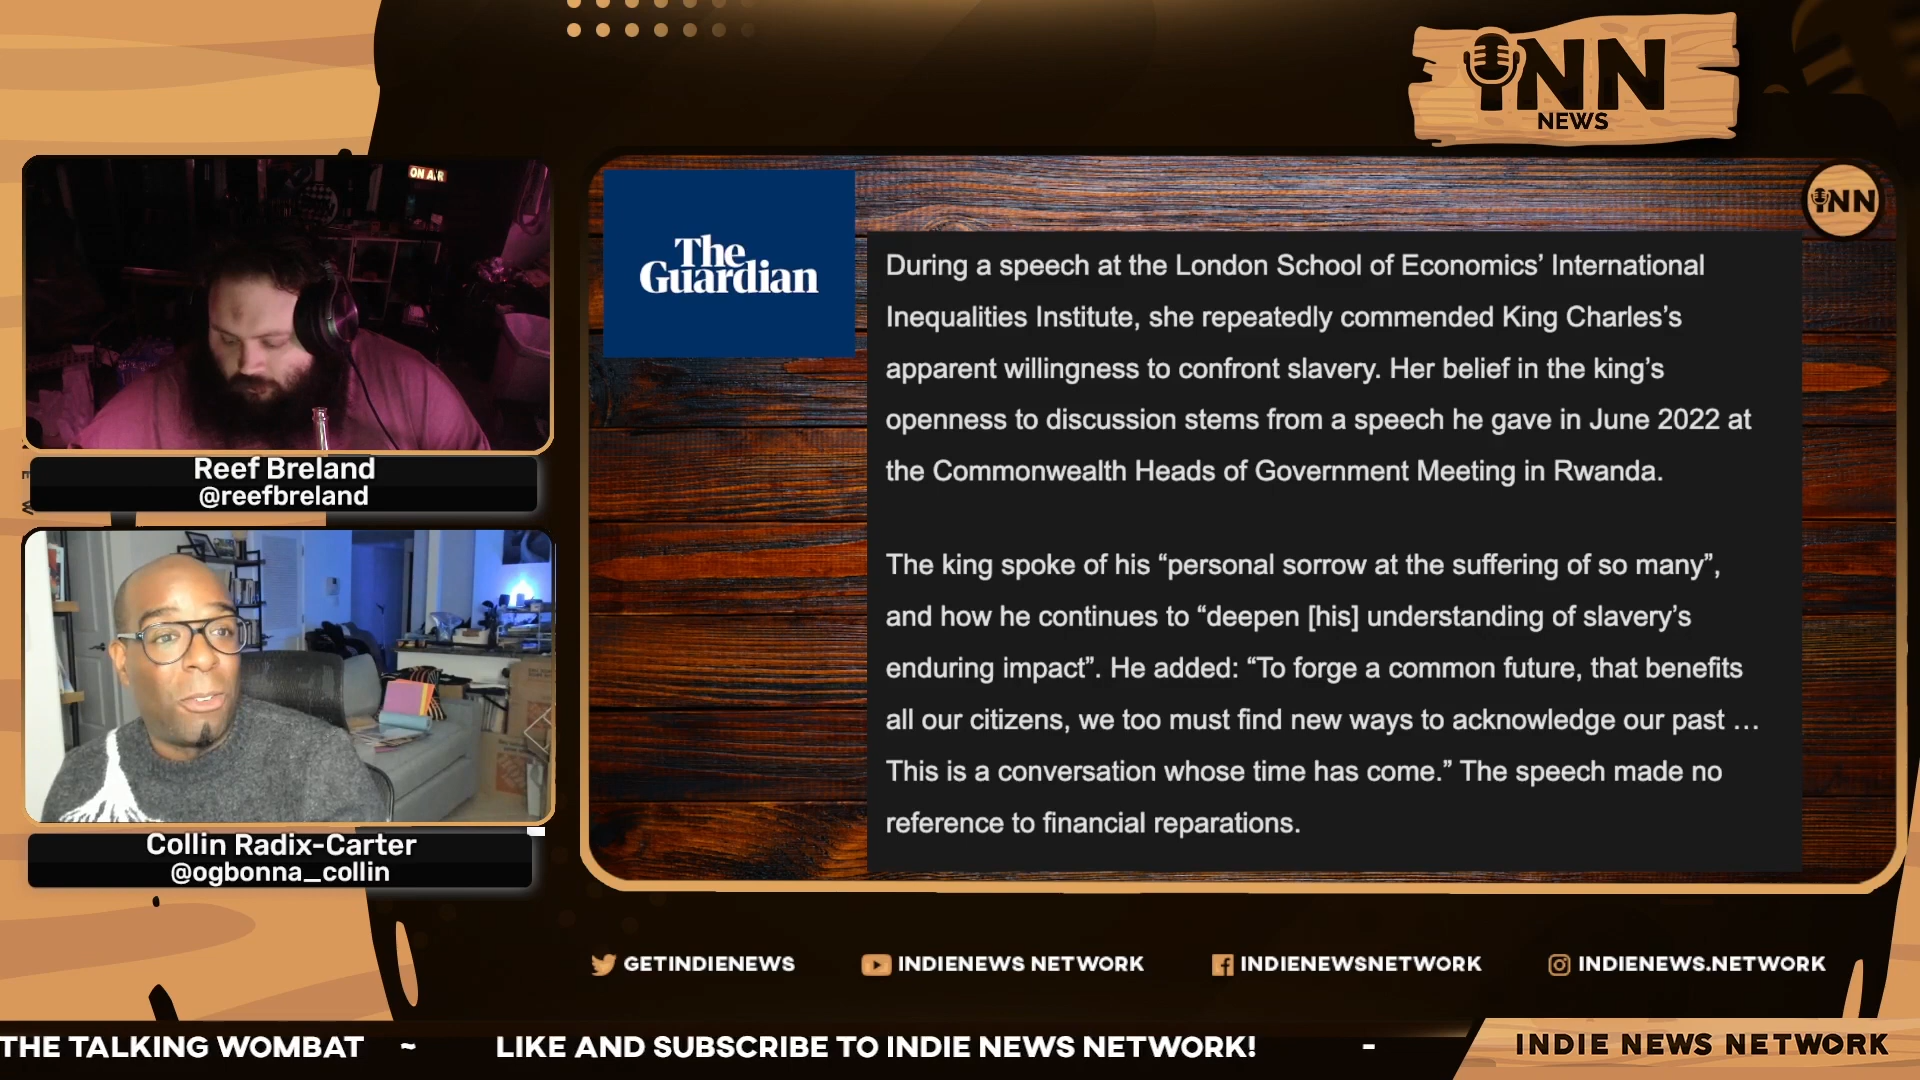 ON AIR
iNN
NEWS
iNN
The
Guardian
During a speech at the London School of Economics’ International
Inequalities Institute, she repeatedly commended King Charles’s
apparent willingness to confront slavery. Her belief in the king’s
openness to discussion stems from a speech he gave in June 2022 at
the Commonwealth Heads of Government Meeting in Rwanda.
The king spoke of his “personal sorrow at the suffering of so many”,
and how he continues to “deepen [his] understanding of slavery’s
enduring impact”. He added: “To forge a common future, that benefits
all our citizens, we too must find new ways to acknowledge our past …
This is a conversation whose time has come.” The speech made no
reference to financial reparations.
Reef Breland
@reefbreland
Collin Radix-Carter
@ogbonna_collin
GETINDIENEWS
INDIENEWS NETWORK
INDIENEWSNETWORK
INDIENEWS.NETWORK
THE TALKING WOMBAT ~ LIKE AND SUBSCRIBE TO INDIE NEWS NETWORK! -
INDIE NEWS NETWORK